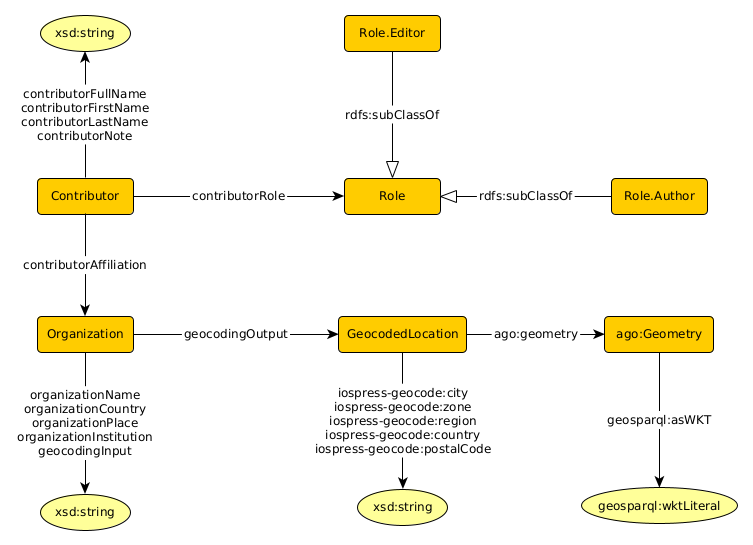 xsd:string
Role.Editor
contributorFullName
contributorFirstName
contributorLastName
contributorNote
rdfs:subClassOf
Contributor
contributorRole
Role
rdfs:subClassOf
Role.Author
contributorAffiliation
Organization
geocodingOutput
GeocodedLocation
ago:geometry
ago:Geometry
organizationName
organizationCountry
organizationPlace
organizationInstitution
geocodingInput
iospress-geocode:city
iospress-geocode:zone
iospress-geocode:region
iospress-geocode:country
iospress-geocode:postalCode
geosparql:asWKT
xsd:string
xsd:string
geosparql:wktLiteral